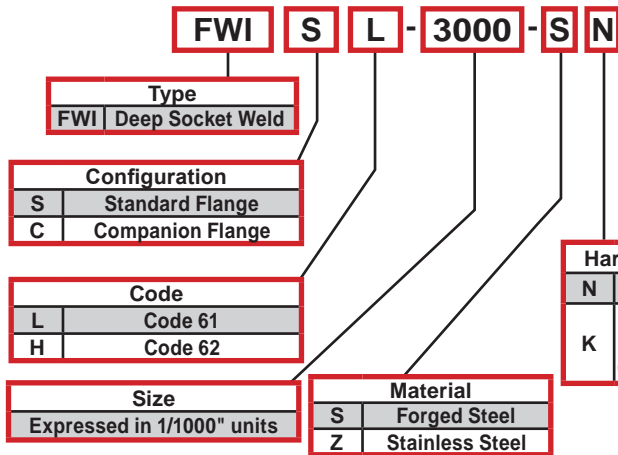 FWI S L - 3000 - S N
Type
FWI Deep Socket Weld
Configuration
S Standard Flange
C Companion Flange
Code
L Code 61
H Code 62
Size
Expressed in 1/1000" units
Material
S Forged Steel
Z Stainless Steel
N
K